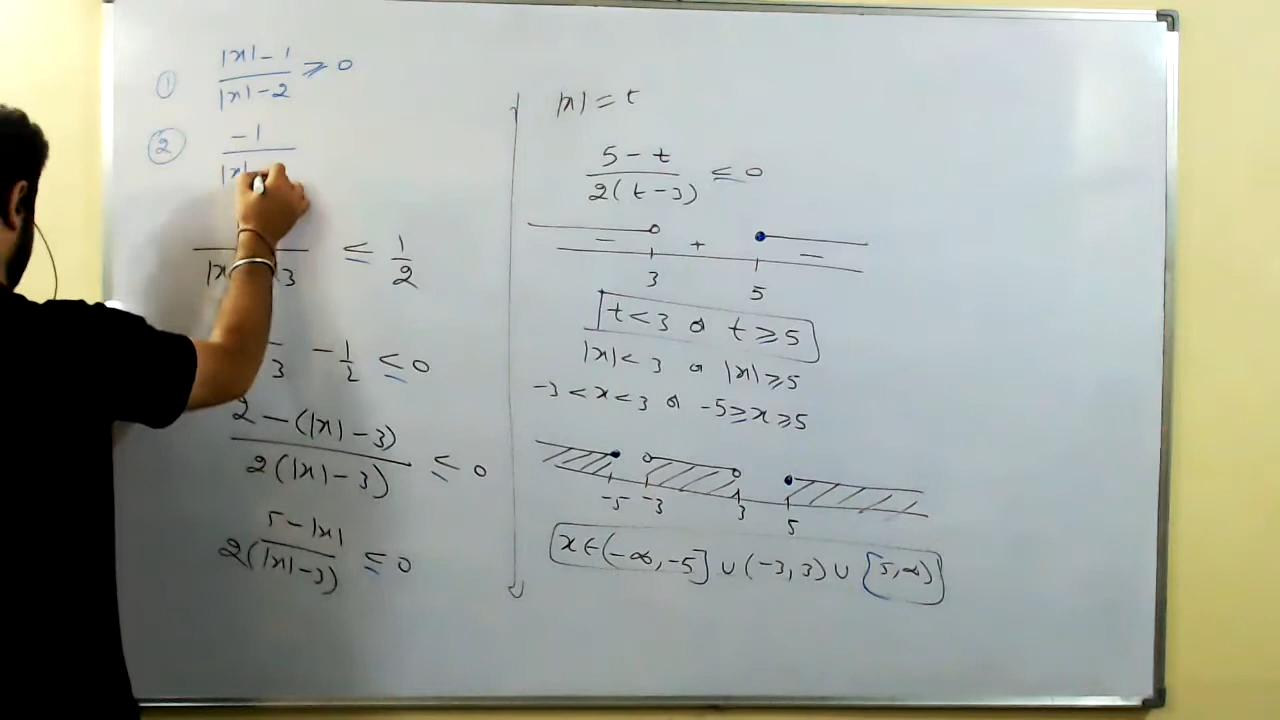 ① |x| - 1 / |x| - 2 ≥ 0
② -1 / |x|
/ |x| 3 ≤ 1/2
3 - 1/2 ≤ 0
2 - (|x| - 3) / 2(|x| - 3) ≤ 0
5 - |x| / 2(|x| - 3) ≤ 0
|x| = t
5 - t / 2(t - 3) ≤ 0
- + -
3 5
t < 3 or t ≥ 5
|x| < 3 or |x| ≥ 5
-3 < x < 3 or -5 ≥ x ≥ 5
-5 -3 3 5
x ∈ (-∞, -5] ∪ (-3, 3) ∪ [5, ∞)